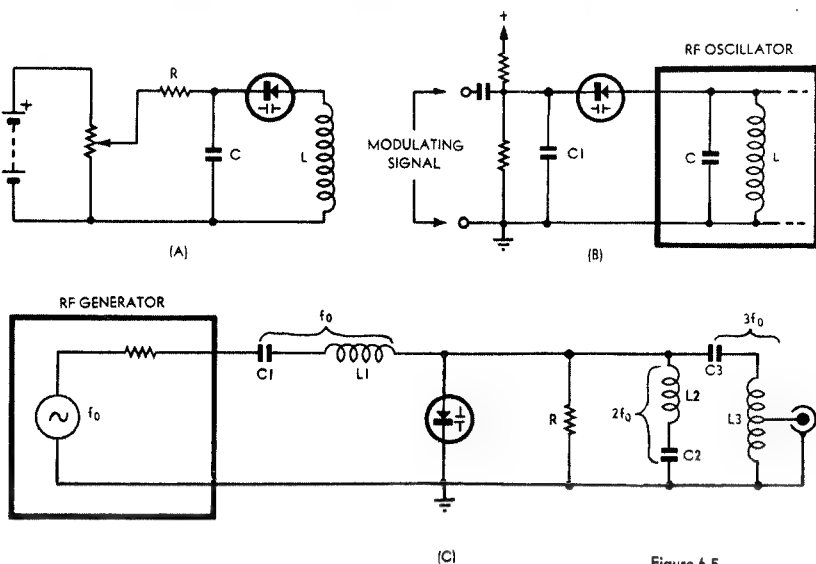 RF OSCILLATOR
R
+
+
C
L
MODULATING
SIGNAL
C1
C
L
(A)
(B)
RF GENERATOR
f0
3f0
C1
L1
C3
f0
R
2f0
L2
L3
C2
(C)
Figure 6.5